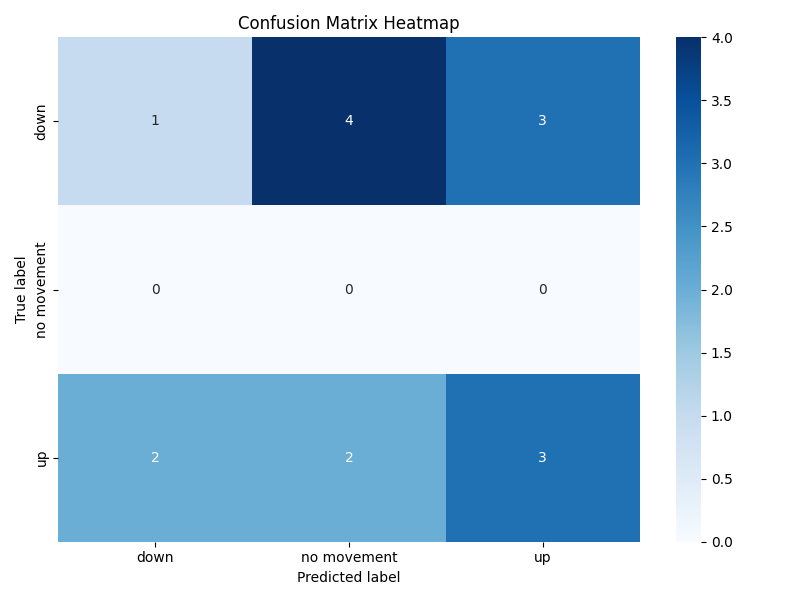 Confusion Matrix Heatmap
True label
down
no movement
up
1 4 3
0 0 0
2 2 3
down no movement up
Predicted label
4.0
3.5
3.0
2.5
2.0
1.5
1.0
0.5
0.0